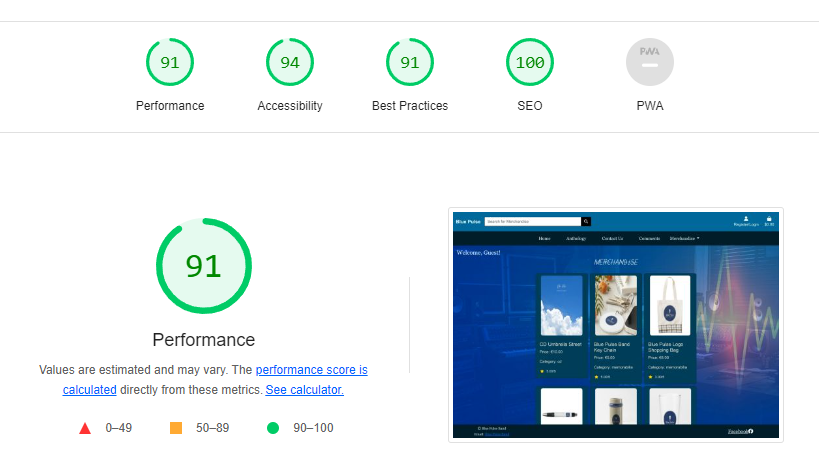 91
94
91
100
PWA
Performance
Accessibility
Best Practices
SEO
PWA
91
Performance
Values are estimated and may vary. The performance score is
calculated directly from these metrics. See calculator.
0–49
50–89
90–100
Blue Pulse
Search for Merchandise
Register/Login
$0.00
Home
Anthology
Contact Us
Comments
Merchandise
Welcome, Guest!
MERCHANDISE
CD Umbrella Street
Price: £10.00
Category: cd
Blue Pulse Band
Key Chain
Price: £5.00
Category: memorabilia
Blue Pulse Logo
Shopping Bag
Price: £5.00
Category: memorabilia
Facebook